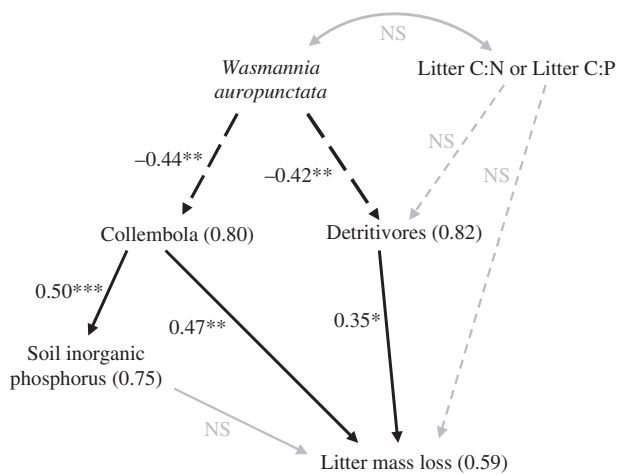 NS
Wasmannia
auropunctata
Litter C:N or Litter C:P
NS
–0.44**
–0.42**
NS
Collembola (0.80)
Detritivores (0.82)
0.50***
0.47**
0.35*
Soil inorganic
phosphorus (0.75)
NS
Litter mass loss (0.59)